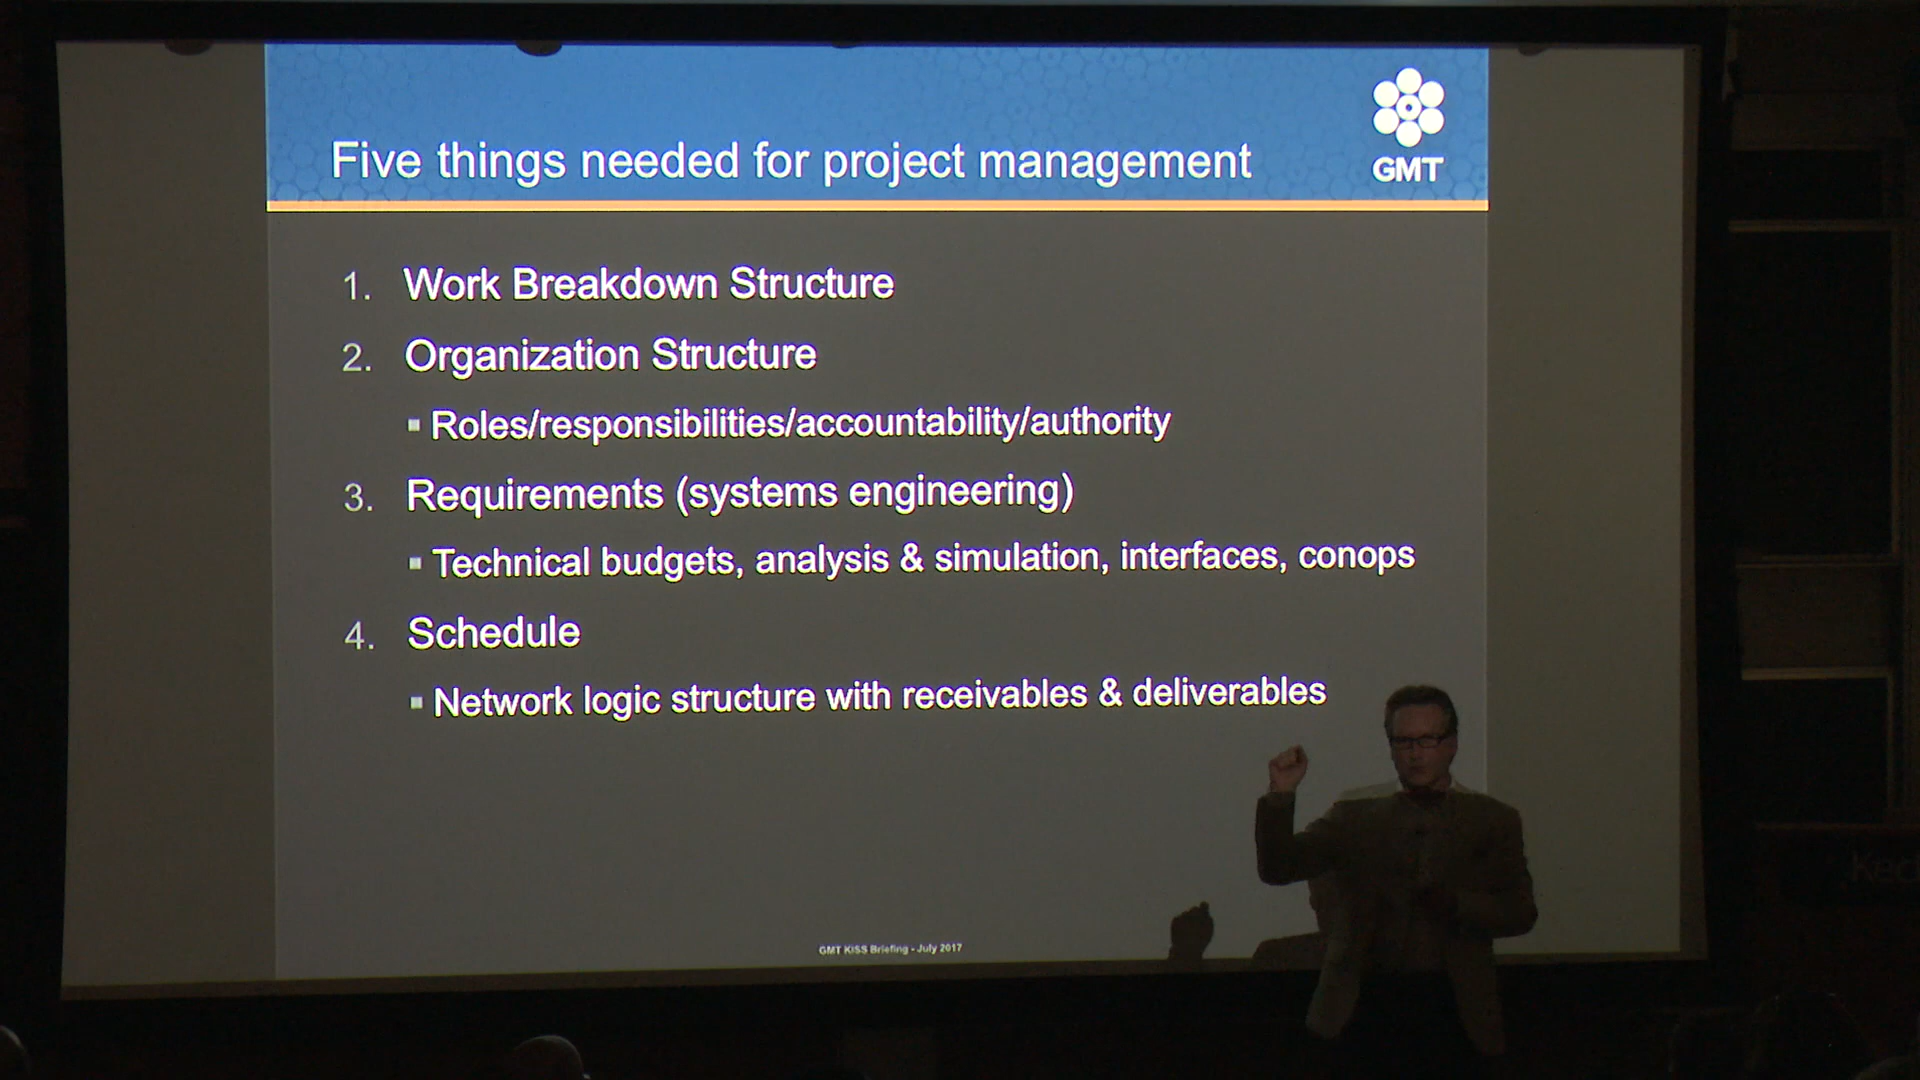 Five things needed for project management
GMT
1. Work Breakdown Structure
2. Organization Structure
▪ Roles/responsibilities/accountability/authority
3. Requirements (systems engineering)
▪ Technical budgets, analysis & simulation, interfaces, conops
4. Schedule
▪ Network logic structure with receivables & deliverables
GMT KISS Briefing - July 2017